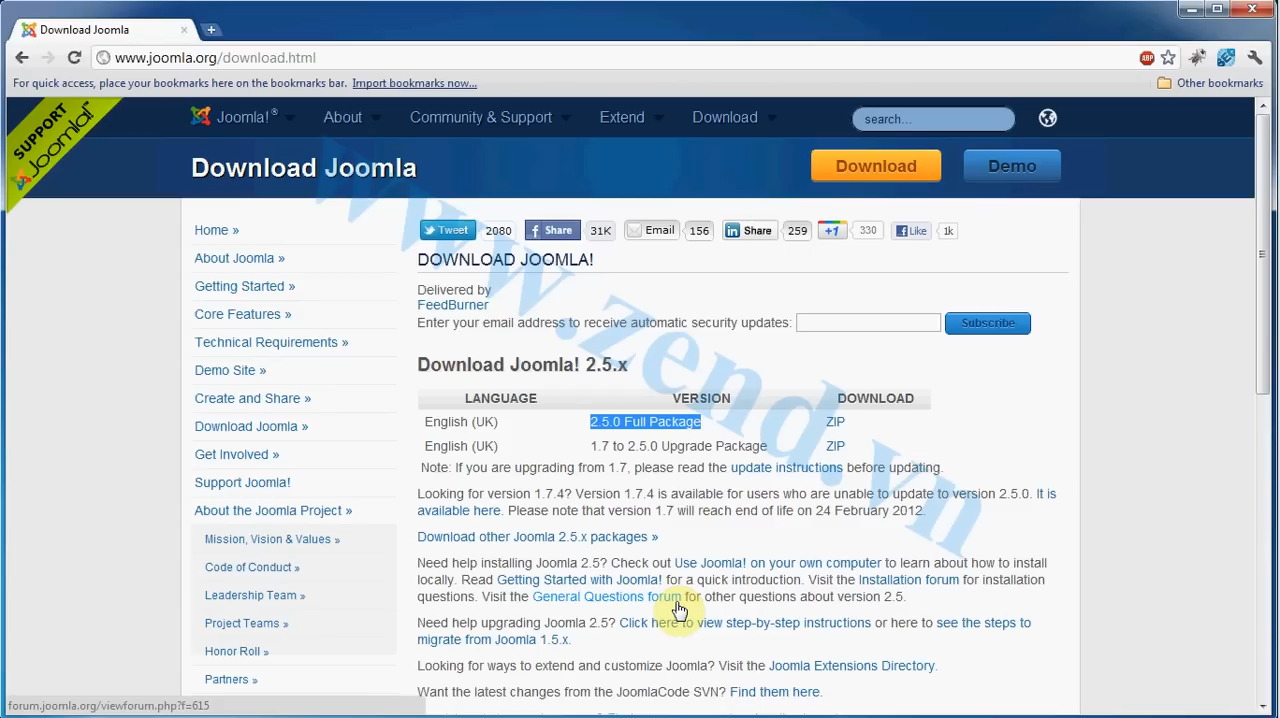 Download Joomla
www.joomla.org/download.html
ABP
For quick access, place your bookmarks here on the bookmarks bar. Import bookmarks now...
Other bookmarks
SUPPORT
Joomla!™
Joomla!® About Community & Support Extend Download search...
Download Joomla Download Demo
Home »
About Joomla »
Getting Started »
Core Features »
Technical Requirements »
Demo Site »
Create and Share »
Download Joomla »
Get Involved »
Support Joomla!
About the Joomla Project »
Mission, Vision & Values »
Code of Conduct »
Leadership Team »
Project Teams »
Honor Roll »
Partners »
Tweet 2080 Share 31K Email 156 Share 259 +1 330 Like 1k
DOWNLOAD JOOMLA!
Delivered by
FeedBurner
Enter your email address to receive automatic security updates: Subscribe
Download Joomla! 2.5.x
LANGUAGE VERSION DOWNLOAD
English (UK) 2.5.0 Full Package ZIP
English (UK) 1.7 to 2.5.0 Upgrade Package ZIP
Note: If you are upgrading from 1.7, please read the update instructions before updating.
Looking for version 1.7.4? Version 1.7.4 is available for users who are unable to update to version 2.5.0. It is
available here. Please note that version 1.7 will reach end of life on 24 February 2012.
Download other Joomla 2.5.x packages »
Need help installing Joomla 2.5? Check out Use Joomla! on your own computer to learn about how to install
locally. Read Getting Started with Joomla! for a quick introduction. Visit the Installation forum for installation
questions. Visit the General Questions forum for other questions about version 2.5.
Need help upgrading Joomla 2.5? Click here to view step-by-step instructions or here to see the steps to
migrate from Joomla 1.5.x.
Looking for ways to extend and customize Joomla? Visit the Joomla Extensions Directory.
Want the latest changes from the JoomlaCode SVN? Find them here.
www.zend.vn
forum.joomla.org/viewforum.php?f=615